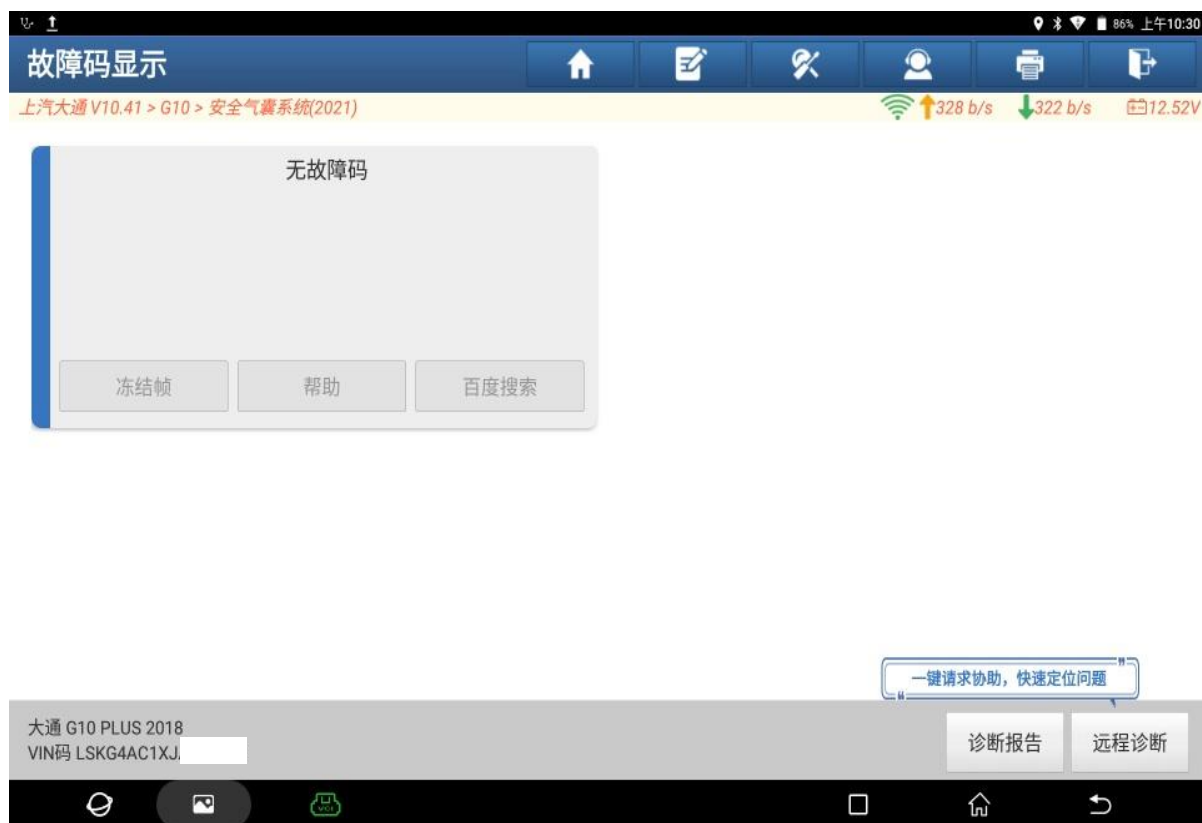 86% 上午10:30
故障码显示
上汽大通 V10.41 > G10 > 安全气囊系统(2021)
328 b/s 322 b/s 12.52V
无故障码
冻结帧 帮助 百度搜索
一键请求协助，快速定位问题
大通 G10 PLUS 2018
VIN码 LSKG4AC1XJ
诊断报告 远程诊断
VCI